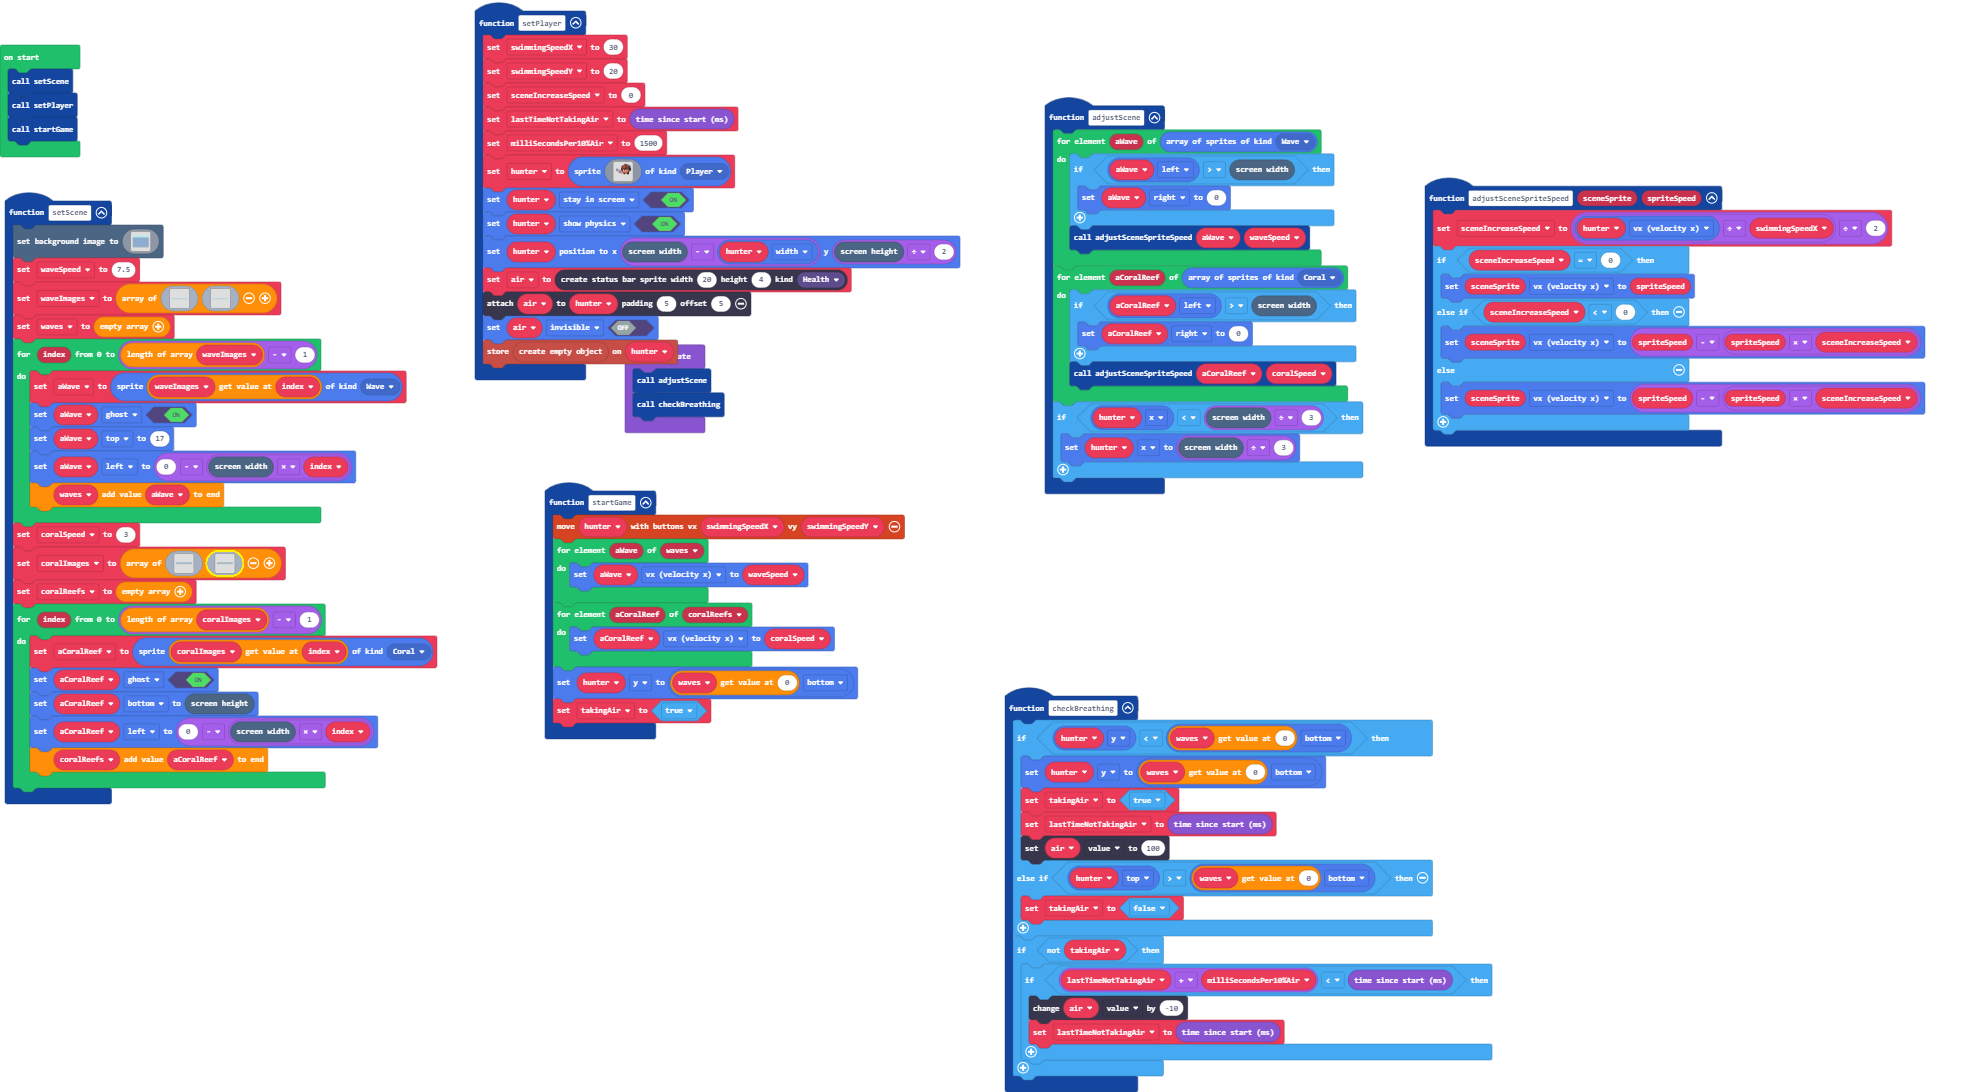 on start
call setScene
call setPlayer
call startGame
function setScene
set background image to
set waveSpeed to 7.5
set waveImages to array of
set waves to empty array
for index from 0 to length of array waveImages - 1
do
set aWave to sprite waveImages get value at index of kind Wave
set aWave ghost ON
set aWave top to 17
set aWave left to 0 - screen width × index
waves add value aWave to end
set coralSpeed to 3
set coralImages to array of
set coralReefs to empty array
for index from 0 to length of array coralImages - 1
do
set aCoralReef to sprite coralImages get value at index of kind Coral
set aCoralReef ghost ON
set aCoralReef bottom to screen height
set aCoralReef left to 0 - screen width × index
coralReefs add value aCoralReef to end
function setPlayer
set swimmingSpeedX to 30
set swimmingSpeedY to 20
set sceneIncreaseSpeed to 0
set lastTimeNotTakingAir to time since start (ms)
set milliSecondsPer10%Air to 1500
set hunter to sprite of kind Player
set hunter stay in screen ON
set hunter show physics ON
set hunter position to x screen width - hunter width y screen height ÷ 2
set air to create status bar sprite width 20 height 4 kind Health
attach air to hunter padding 5 offset 5
set air invisible OFF
store create empty object on hunter
ate
call adjustScene
call checkBreathing
function startGame
move hunter with buttons vx swimmingSpeedX vy swimmingSpeedY
for element aWave of waves
do
set aWave vx (velocity x) to waveSpeed
for element aCoralReef of coralReefs
do
set aCoralReef vx (velocity x) to coralSpeed
set hunter y to waves get value at 0 bottom
set takingAir to true
function adjustScene
for element aWave of array of sprites of kind Wave
do
if aWave left > screen width then
set aWave right to 0
call adjustSceneSpriteSpeed aWave waveSpeed
for element aCoralReef of array of sprites of kind Coral
do
if aCoralReef left > screen width then
set aCoralReef right to 0
call adjustSceneSpriteSpeed aCoralReef coralSpeed
if hunter x < screen width ÷ 3 then
set hunter x to screen width ÷ 3
function adjustSceneSpriteSpeed sceneSprite spriteSpeed
set sceneIncreaseSpeed to hunter vx (velocity x) ÷ swimmingSpeedX ÷ 2
if sceneIncreaseSpeed = 0 then
set sceneSprite vx (velocity x) to spriteSpeed
else if sceneIncreaseSpeed < 0 then
set sceneSprite vx (velocity x) to spriteSpeed - spriteSpeed × sceneIncreaseSpeed
else
set sceneSprite vx (velocity x) to spriteSpeed - spriteSpeed × sceneIncreaseSpeed
function checkBreathing
if hunter y < waves get value at 0 bottom then
set hunter y to waves get value at 0 bottom
set takingAir to true
set lastTimeNotTakingAir to time since start (ms)
set air value to 100
else if hunter top > waves get value at 0 bottom then
set takingAir to false
if not takingAir then
if lastTimeNotTakingAir + milliSecondsPer10%Air < time since start (ms) then
change air value by -10
set lastTimeNotTakingAir to time since start (ms)